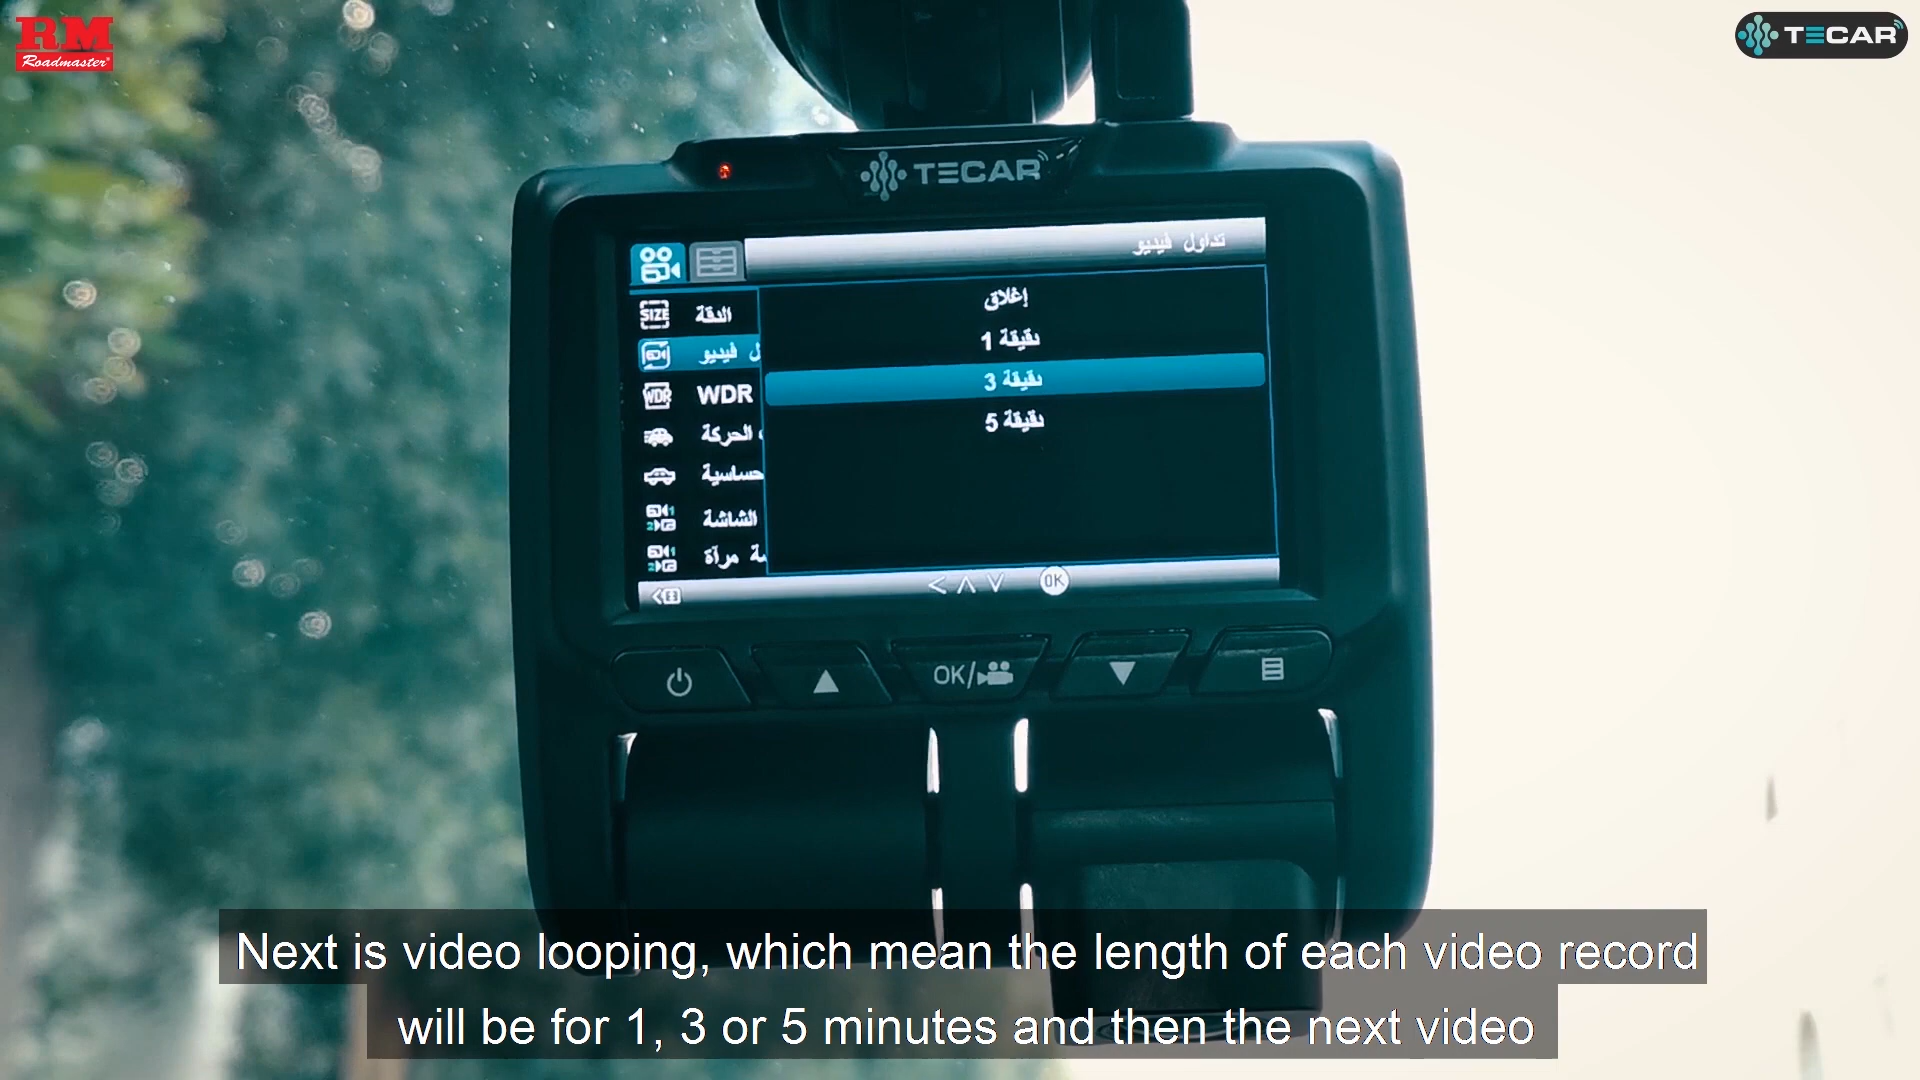 RM
Roadmaster
TECAR
TECAR
تداول فيديو
SIZE الدقة
ل فيديو
WDR WDR
الحركة
حساسية
الشاشة
ة مرآة
إغلاق
1 دقيقة
3 دقيقة
5 دقيقة
OK
OK/
Next is video looping, which mean the length of each video record
will be for 1, 3 or 5 minutes and then the next video